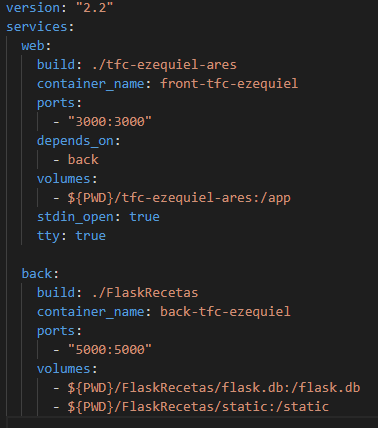 version: "2.2"
services:
  web:
    build: ./tfc-ezequiel-ares
    container_name: front-tfc-ezequiel
    ports:
      - "3000:3000"
    depends_on:
      - back
    volumes:
      - ${PWD}/tfc-ezequiel-ares:/app
    stdin_open: true
    tty: true

  back:
    build: ./FlaskRecetas
    container_name: back-tfc-ezequiel
    ports:
      - "5000:5000"
    volumes:
      - ${PWD}/FlaskRecetas/flask.db:/flask.db
      - ${PWD}/FlaskRecetas/static:/static